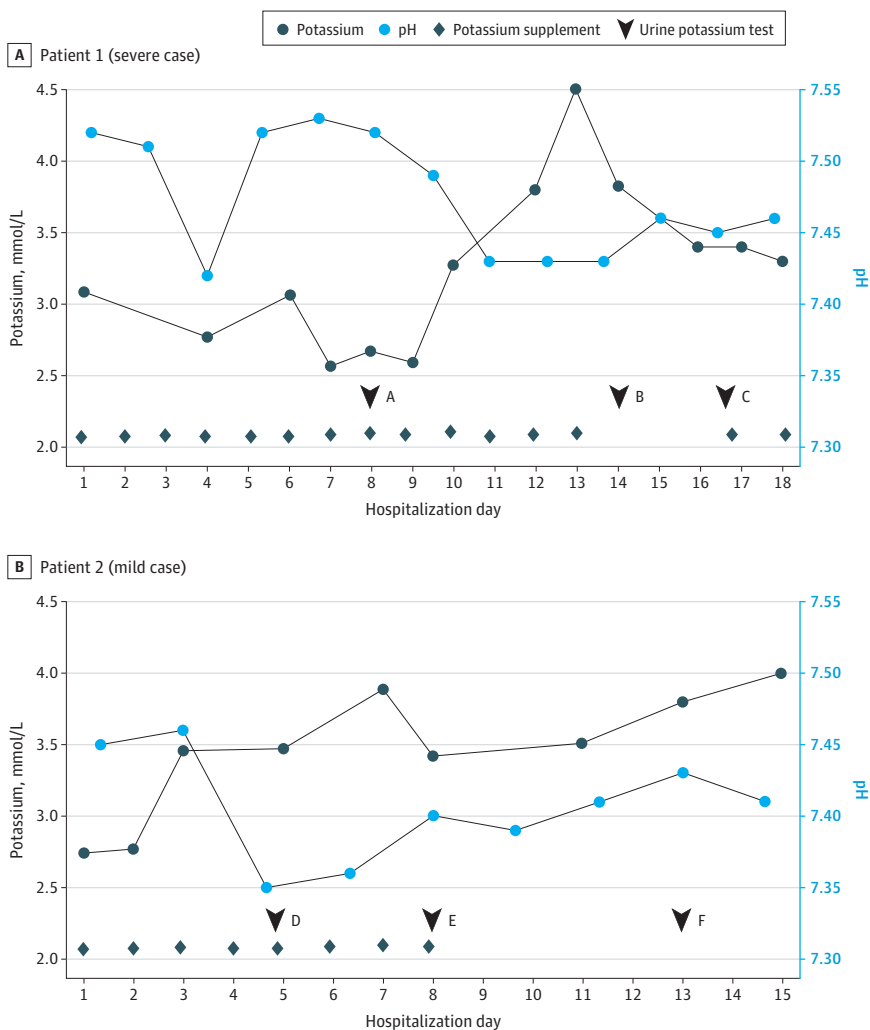 Potassium pH Potassium supplement Urine potassium test
A Patient 1 (severe case)
4.5 7.55
4.0 7.50
3.5 7.45
3.0 7.40
2.5 7.35
2.0 7.30
Potassium, mmol/L
pH
A B C
1 2 3 4 5 6 7 8 9 10 11 12 13 14 15 16 17 18
Hospitalization day
B Patient 2 (mild case)
4.5 7.55
4.0 7.50
3.5 7.45
3.0 7.40
2.5 7.35
2.0 7.30
Potassium, mmol/L
pH
D E F
1 2 3 4 5 6 7 8 9 10 11 12 13 14 15
Hospitalization day